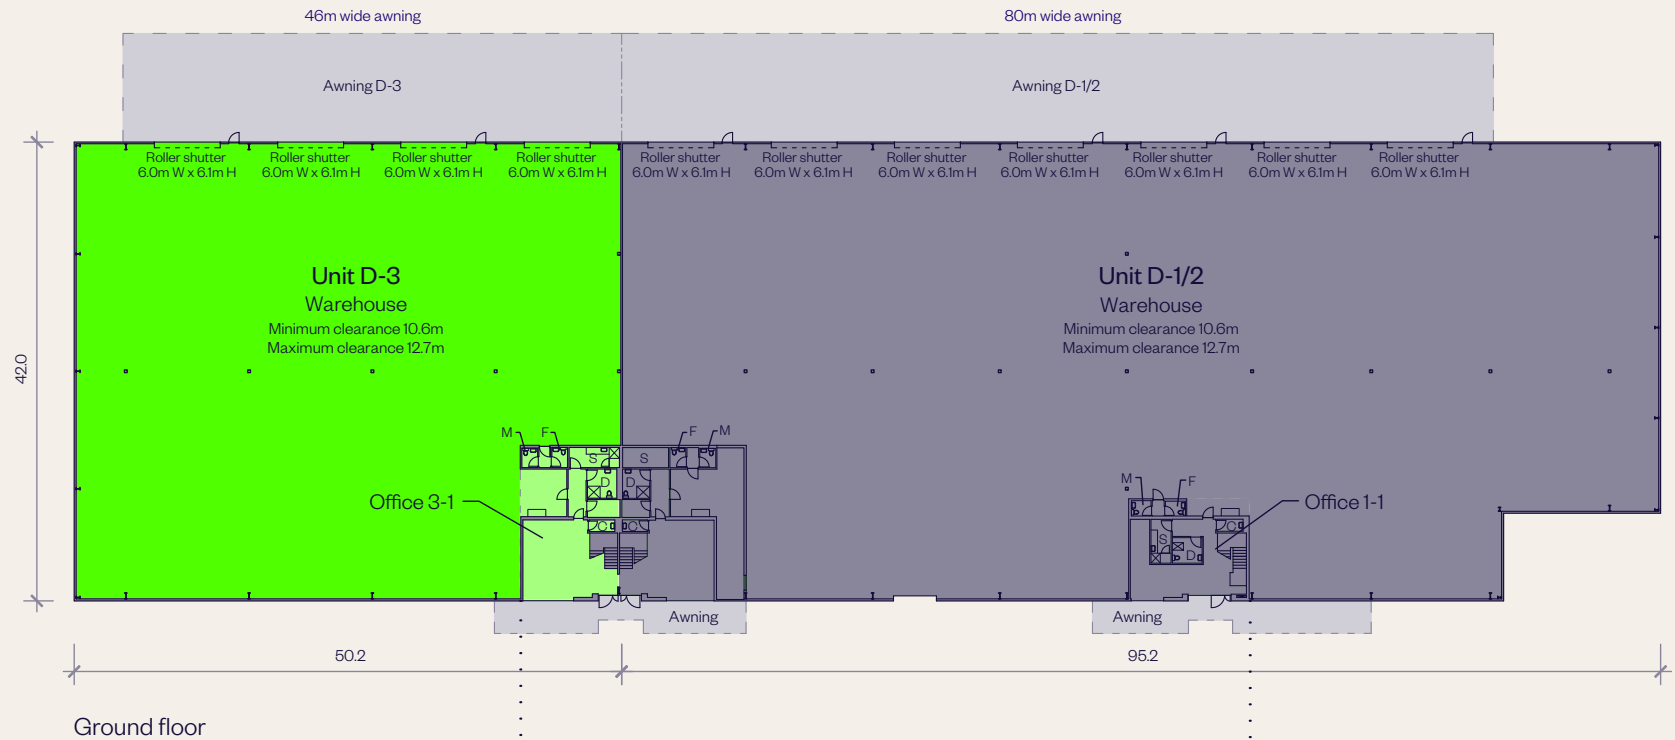 46m wide awning
80m wide awning
Awning D-3
Awning D-1/2
Roller shutter
6.0m W x 6.1m H
Roller shutter
6.0m W x 6.1m H
Roller shutter
6.0m W x 6.1m H
Roller shutter
6.0m W x 6.1m H
Roller shutter
6.0m W x 6.1m H
Roller shutter
6.0m W x 6.1m H
Roller shutter
6.0m W x 6.1m H
Roller shutter
6.0m W x 6.1m H
Roller shutter
6.0m W x 6.1m H
Roller shutter
6.0m W x 6.1m H
Roller shutter
6.0m W x 6.1m H
Unit D-3
Warehouse
Minimum clearance 10.6m
Maximum clearance 12.7m
Unit D-1/2
Warehouse
Minimum clearance 10.6m
Maximum clearance 12.7m
42.0
M
F
F
M
S
S
D
D
C
C
Office 3-1
M
F
S
D
C
Office 1-1
Awning
Awning
50.2
95.2
Ground floor